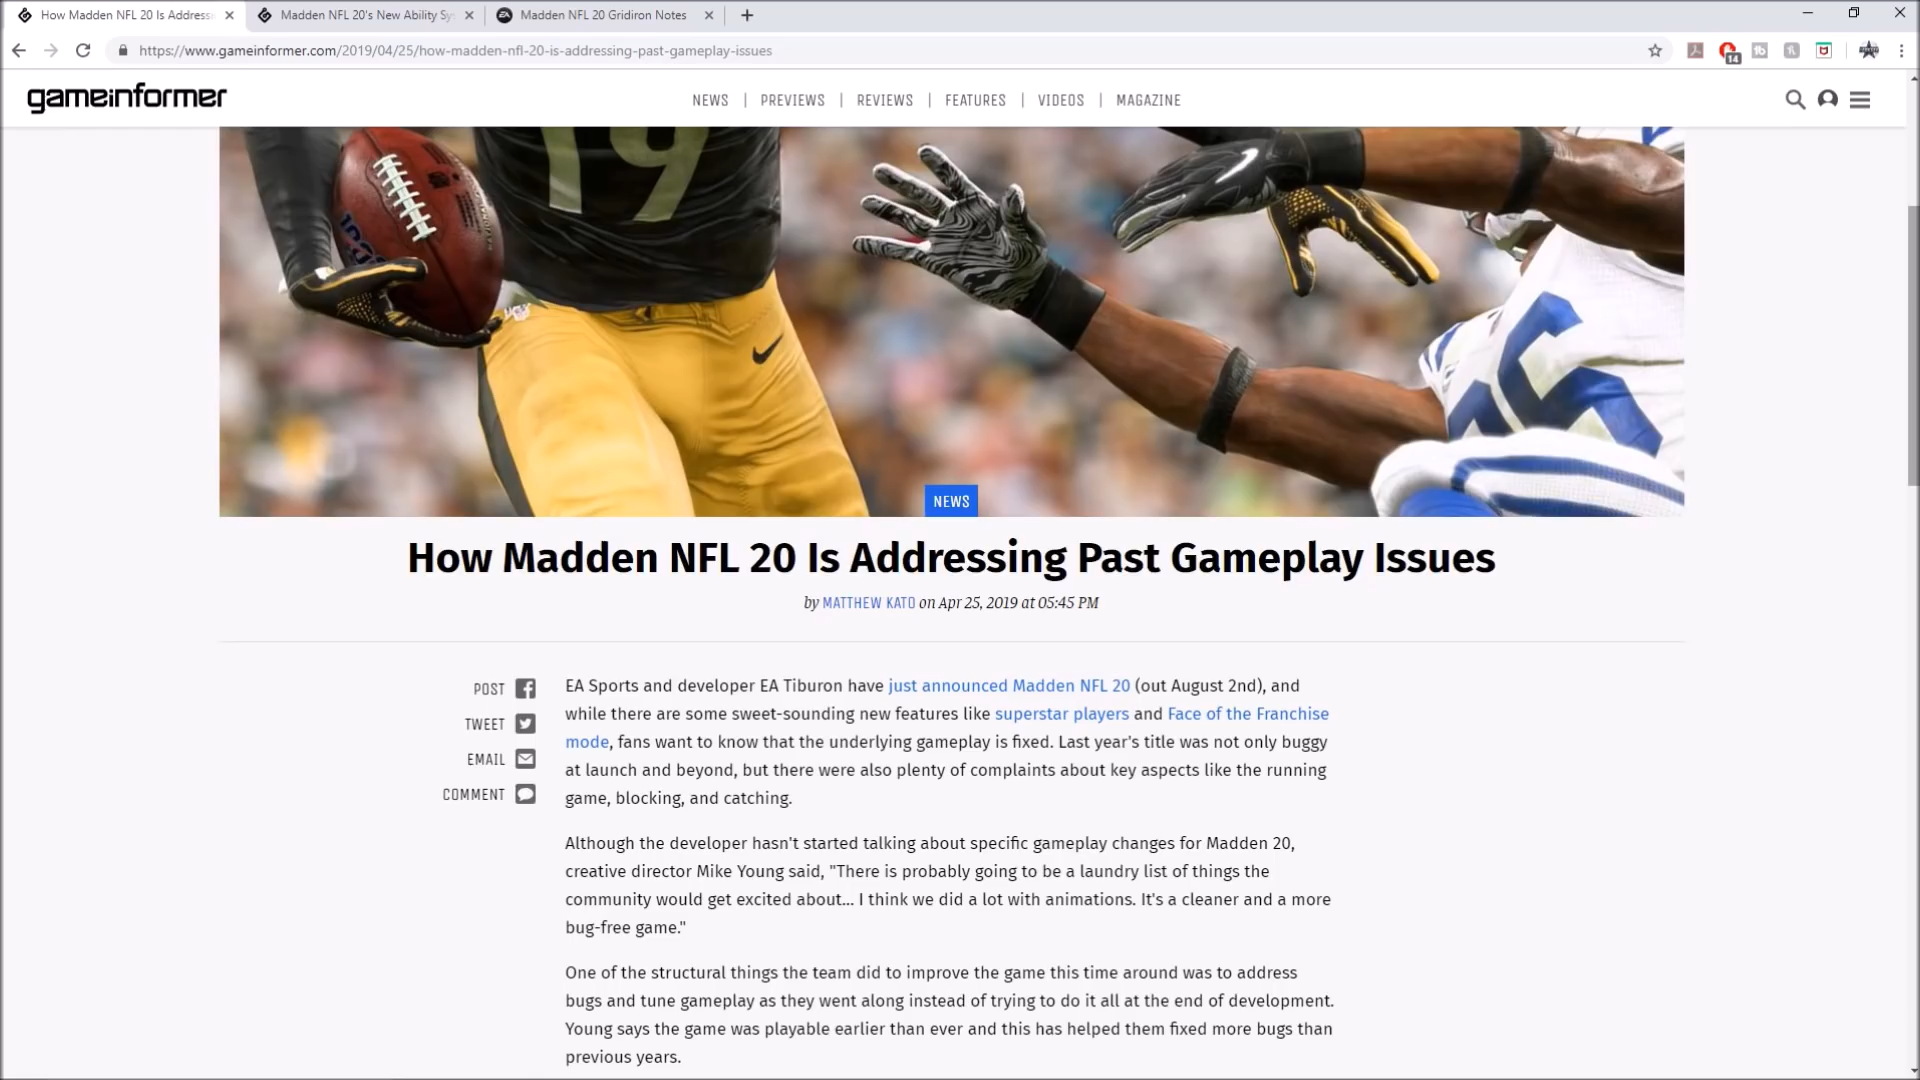 How Madden NFL 20 Is Address
Madden NFL 20's New Ability Sy
Madden NFL 20 Gridiron Notes
https://www.gameinformer.com/2019/04/25/how-madden-nfl-20-is-addressing-past-gameplay-issues
14
gameinformer
NEWS | PREVIEWS | REVIEWS | FEATURES | VIDEOS | MAGAZINE
19
NEWS
How Madden NFL 20 Is Addressing Past Gameplay Issues
by MATTHEW KATO on Apr 25, 2019 at 05:45 PM
POST
TWEET
EMAIL
COMMENT
EA Sports and developer EA Tiburon have just announced Madden NFL 20 (out August 2nd), and
while there are some sweet-sounding new features like superstar players and Face of the Franchise
mode, fans want to know that the underlying gameplay is fixed. Last year's title was not only buggy
at launch and beyond, but there were also plenty of complaints about key aspects like the running
game, blocking, and catching.
Although the developer hasn't started talking about specific gameplay changes for Madden 20,
creative director Mike Young said, "There is probably going to be a laundry list of things the
community would get excited about... I think we did a lot with animations. It's a cleaner and a more
bug-free game."
One of the structural things the team did to improve the game this time around was to address
bugs and tune gameplay as they went along instead of trying to do it all at the end of development.
Young says the game was playable earlier than ever and this has helped them fixed more bugs than
previous years.